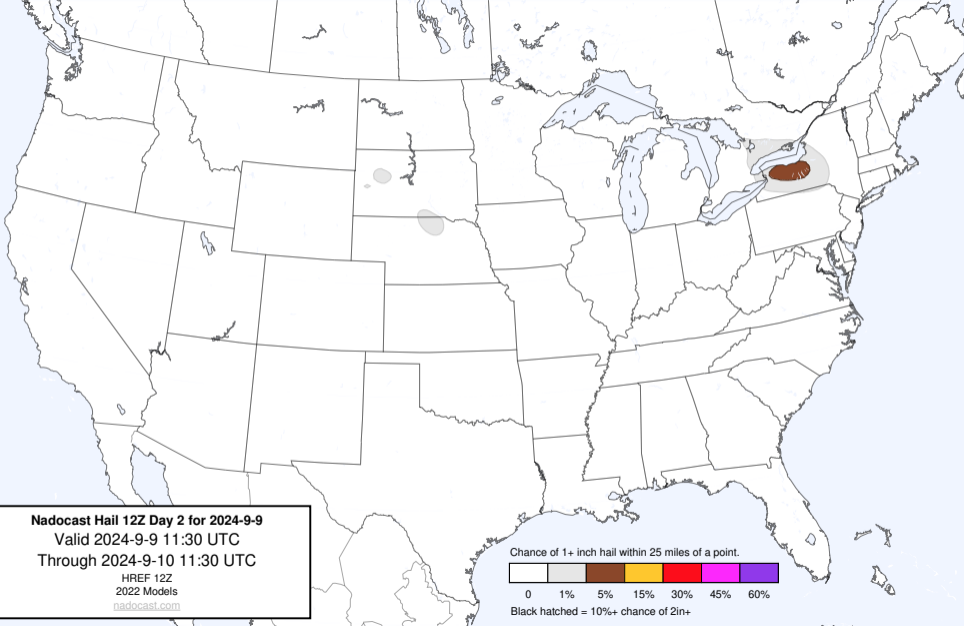 Nadocast Hail 12Z Day 2 for 2024-9-9
Valid 2024-9-9 11:30 UTC
Through 2024-9-10 11:30 UTC
HREF 12Z
2022 Models
nadocast.com
Chance of 1+ inch hail within 25 miles of a point.
0 1% 5% 15% 30% 45% 60%
Black hatched = 10%+ chance of 2in+